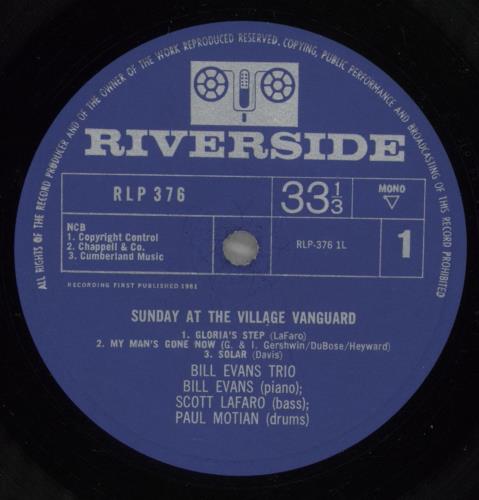 ALL RIGHTS OF THE RECORD PRODUCER AND OF THE OWNER OF THE WORK REPRODUCED RESERVED. COPYING, PUBLIC PERFORMANCE AND BROADCASTING OF THIS RECORD PROHIBITED
RIVERSIDE
RLP 376
33⅓
MONO
NCB
1. Copyright Control
2. Chappell & Co.
3. Cumberland Music
RLP-376 1L
1
RECORDING FIRST PUBLISHED 1961
SUNDAY AT THE VILLAGE VANGUARD
1. GLORIA'S STEP (LaFaro)
2. MY MAN'S GONE NOW (G. & I. Gershwin/DuBose/Heyward)
3. SOLAR (Davis)
BILL EVANS TRIO
BILL EVANS (piano);
SCOTT LAFARO (bass);
PAUL MOTIAN (drums)